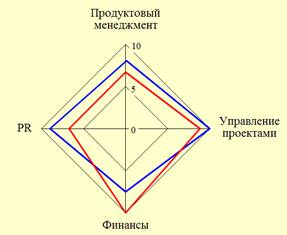 Продуктовый
менеджмент
10
5
PR
0
Управление
проектами
Финансы